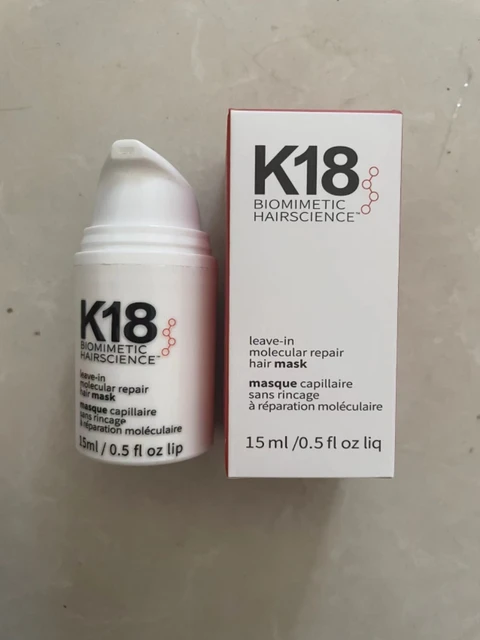 K18
BIOMIMETIC
HAIRSCIENCE™
leave-in
molecular repair
hair mask
masque capillaire
sans rincage
à réparation moléculaire
15ml / 0.5 fl oz lip
K18
BIOMIMETIC
HAIRSCIENCE™
leave-in
molecular repair
hair mask
masque capillaire
sans rincage
à réparation moléculaire
15 ml /0.5 fl oz liq